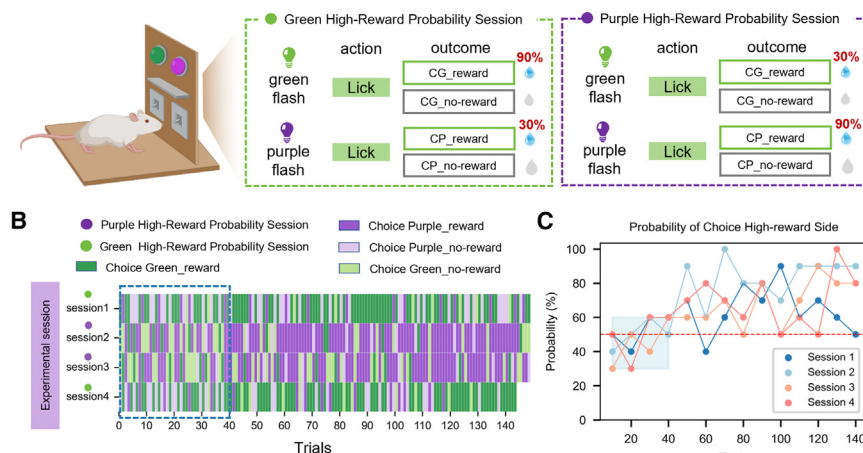 Green High-Reward Probability Session
action
outcome
green
flash
Lick
CG_reward
90%
CG_no-reward
purple
flash
Lick
CP_reward
30%
CP_no-reward
Purple High-Reward Probability Session
action
outcome
green
flash
Lick
CG_reward
30%
CG_no-reward
purple
flash
Lick
CP_reward
90%
CP_no-reward
B
Purple High-Reward Probability Session
Green High-Reward Probability Session
Choice Green_reward
Choice Purple_reward
Choice Purple_no-reward
Choice Green_no-reward
Experimental session
session1
session2
session3
session4
0 10 20 30 40 50 60 70 80 90 100 110 120 130 140
Trials
C
Probability of Choice High-reward Side
Probability (%)
100
80
60
40
20
0
Session 1
Session 2
Session 3
Session 4
20 40 60 80 100 120 140